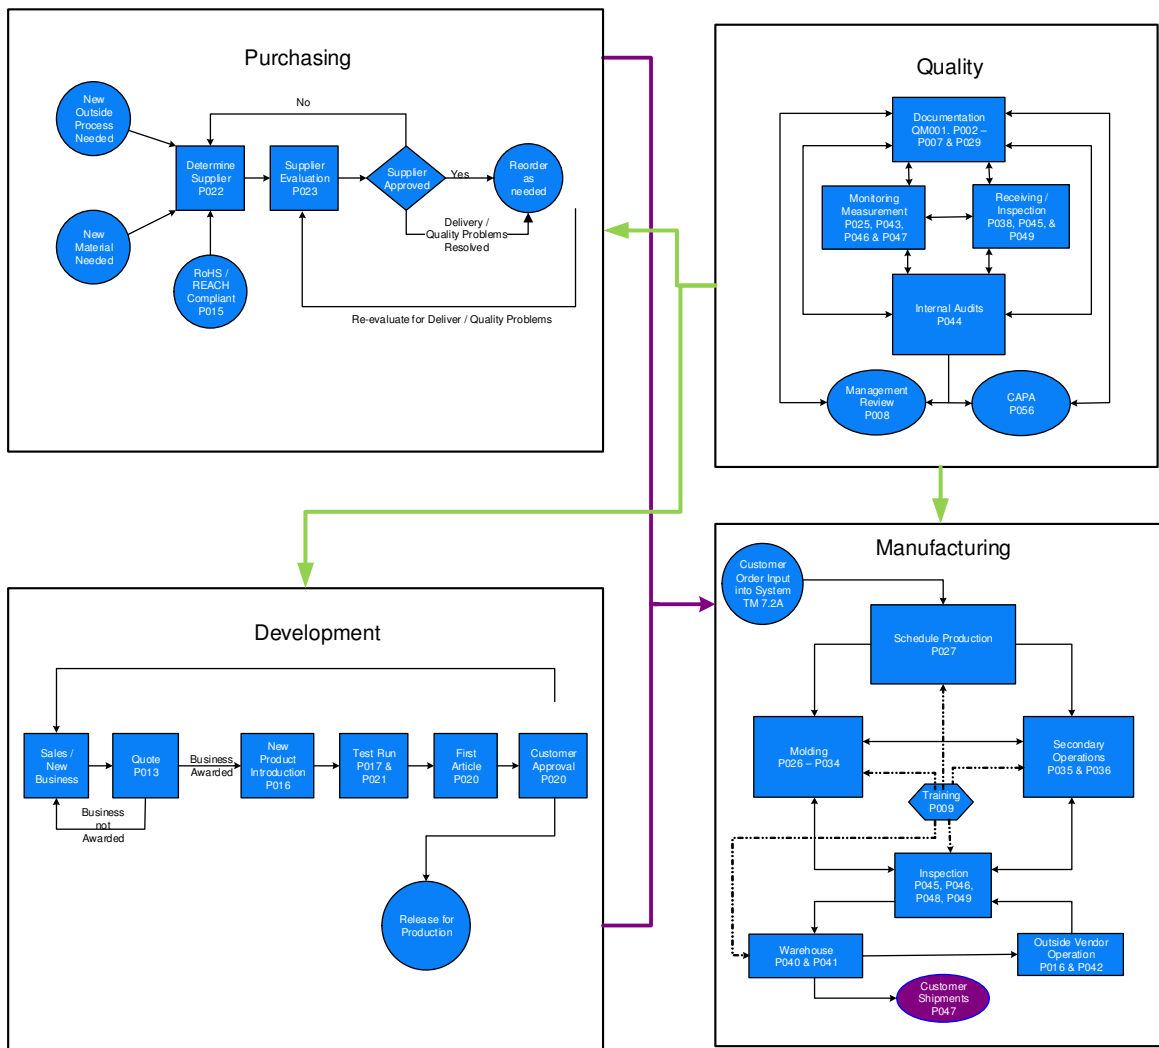 Purchasing
No
New
Outside
Process
Needed
Determine
Supplier
P022
Supplier
Evaluation
P023
Supplier
Approved
Yes
Reorder
as
needed
Delivery /
Quality Problems
Resolved
New
Material
Needed
RoHS /
REACH
Compliant
P015
Re-evaluate for Deliver / Quality Problems
Quality
Documentation
QM001. P002 –
P007 & P029
Monitoring
Measurement
P025, P043,
P046 & P047
Receiving /
Inspection
P038, P045, &
P049
Internal Audits
P044
Management
Review
P008
CAPA
P056
Development
Sales /
New
Business
Quote
P013
Business
Awarded
New
Product
Introduction
P016
Test Run
P017 &
P021
First
Article
P020
Customer
Approval
P020
Business
not
Awarded
Release for
Production
Manufacturing
Customer
Order Input
into System
TM 7.2A
Schedule Production
P027
Molding
P026 – P034
Secondary
Operations
P035 & P036
Training
P009
Inspection
P045, P046,
P048, P049
Warehouse
P040 & P041
Outside Vendor
Operation
P016 & P042
Customer
Shipments
P047